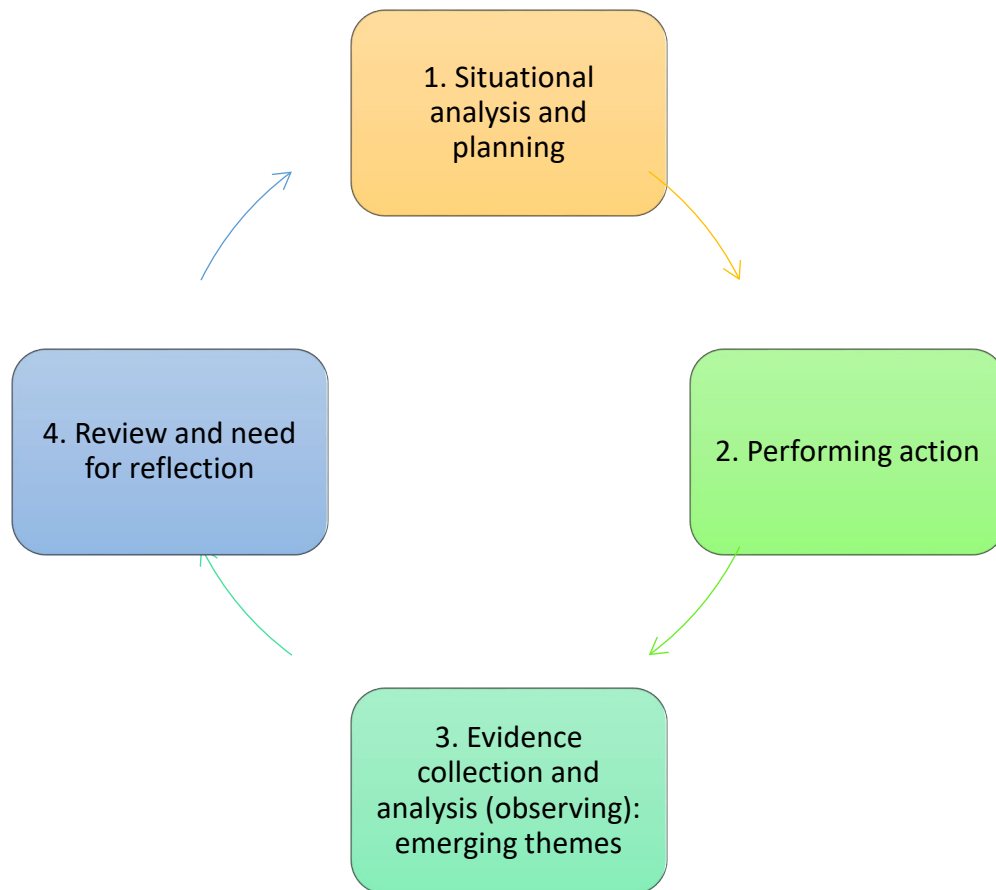 1. Situational
analysis and
planning
2. Performing action
3. Evidence
collection and
analysis (observing):
emerging themes
4. Review and need
for reflection